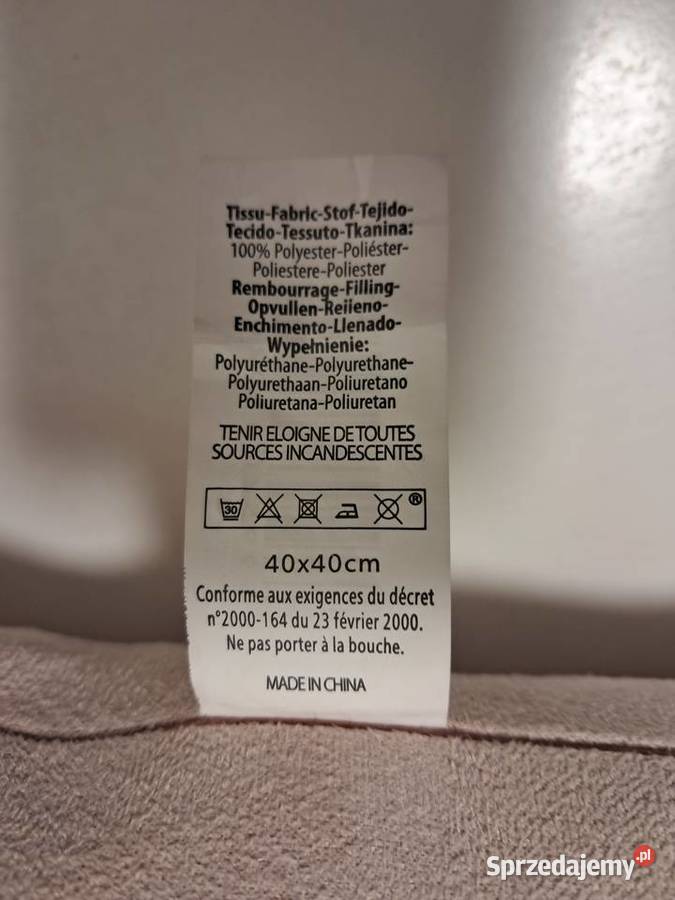 Tissu-Fabric-Stof-Tejido-
Tecido-Tessuto-Tkanina:
100% Polyester-Poliéster-
Poliestere-Poliester
Rembourrage-Filling-
Opvullen-Reiieno-
Enchimento-Llenado-
Wypełnienie:
Polyuréthane-Polyurethane-
Polyurethaan-Poliuretano
Poliuretana-Poliuretan
TENIR ELOIGNE DE TOUTES
SOURCES INCANDESCENTES
30 ®
40x40cm
Conforme aux exigences du décret
n°2000-164 du 23 février 2000.
Ne pas porter à la bouche.
MADE IN CHINA
Sprzedajemy.pl